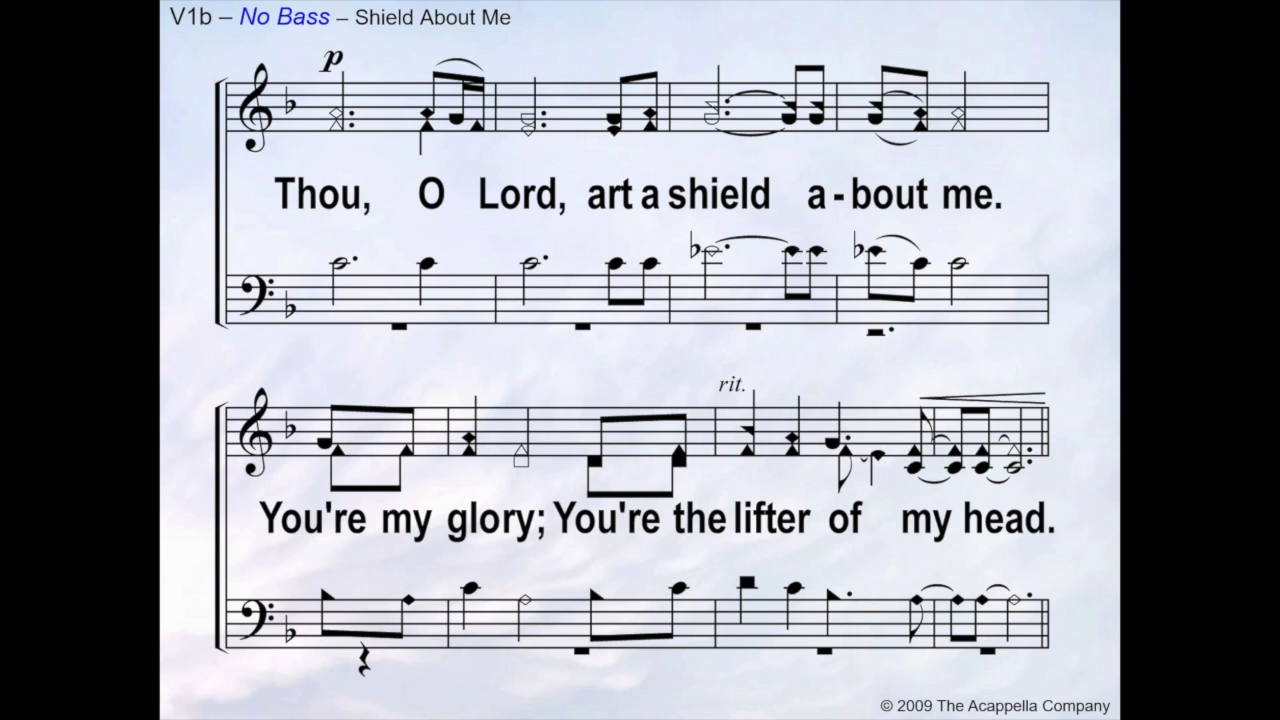 V1b – No Bass – Shield About Me
p
Thou, O Lord, art a shield a-bout me.
rit.
You're my glory; You're the lifter of my head.
© 2009 The Acappella Company